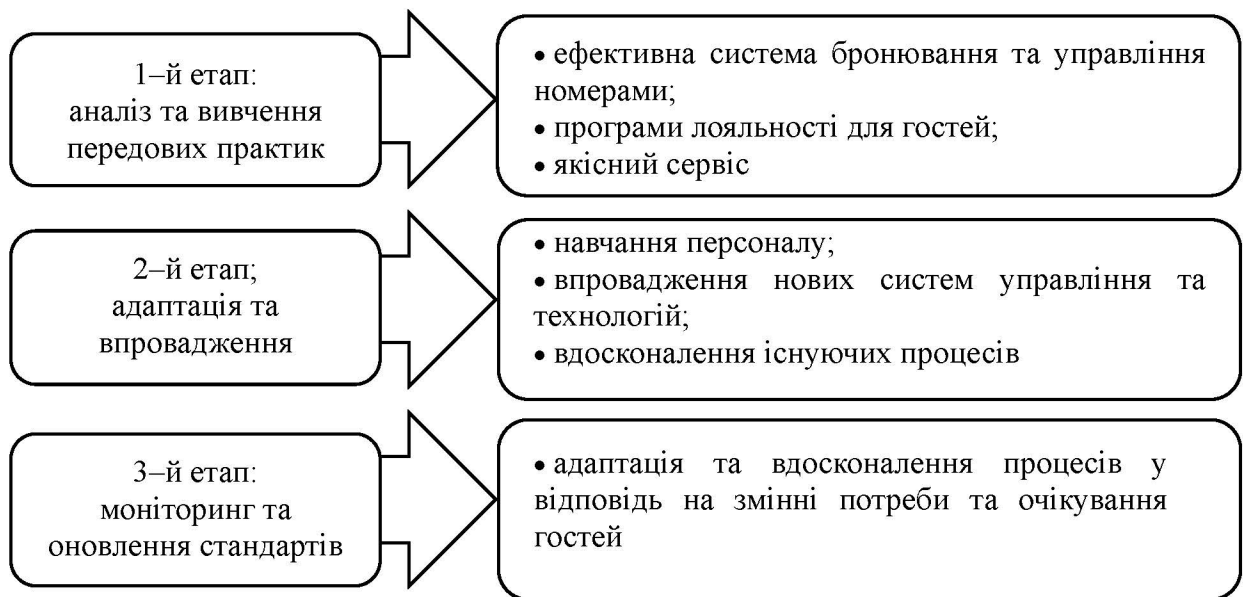 1–й етап:
аналіз та вивчення
передових практик
• ефективна система бронювання та управління
номерами;
• програми лояльності для гостей;
• якісний сервіс
2–й етап;
адаптація та
впровадження
• навчання персоналу;
• впровадження нових систем управління та
технологій;
• вдосконалення існуючих процесів
3–й етап:
моніторинг та
оновлення стандартів
• адаптація та вдосконалення процесів у
відповідь на змінні потреби та очікування
гостей